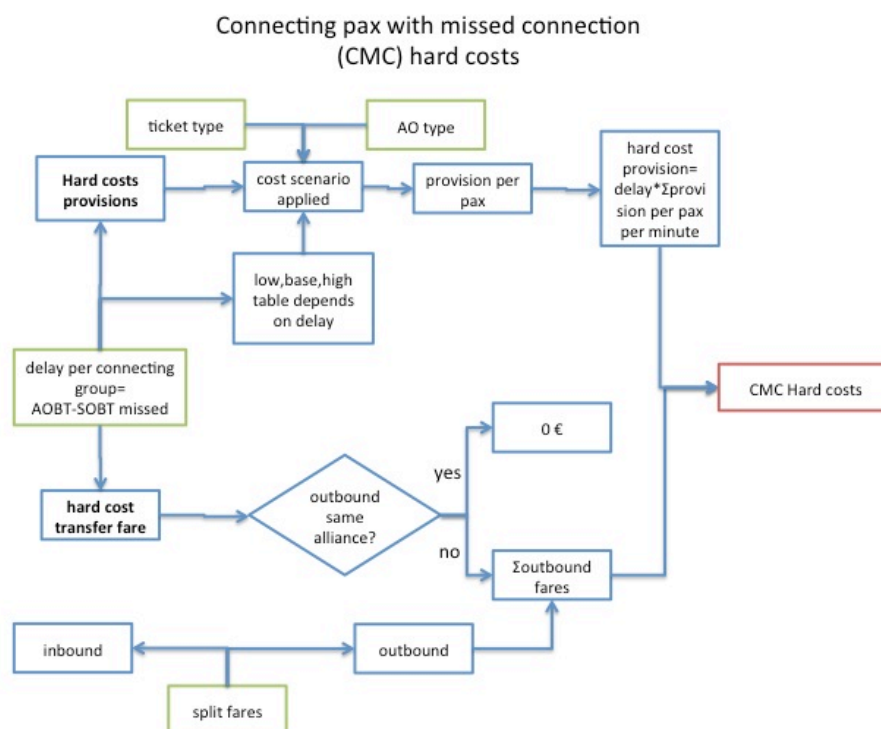 Connecting pax with missed connection
(CMC) hard costs
ticket type
AO type
Hard costs
provisions
cost scenario
applied
provision per
pax
hard cost
provision=
delay*Σprovi
sion per pax
per minute
low,base,high
table depends
on delay
delay per connecting
group=
AOBT-SOBT missed
CMC Hard costs
0 €
yes
hard cost
transfer fare
outbound
same
alliance?
no
Σoutbound
fares
inbound
outbound
split fares